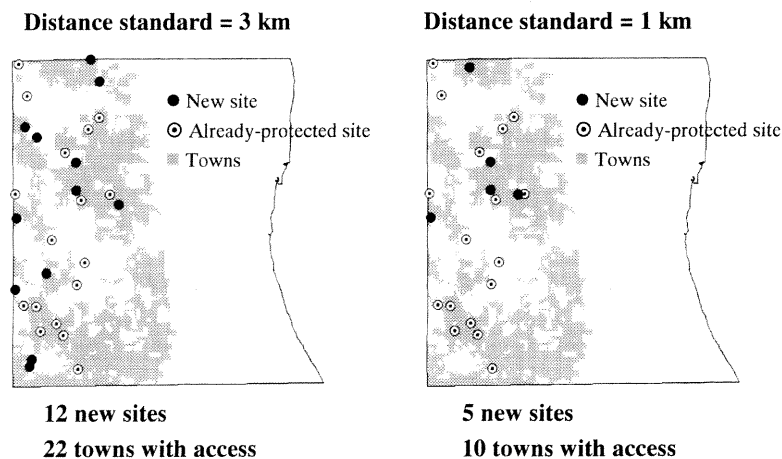 Distance standard = 3 km
New site
Already-protected site
Towns
12 new sites
22 towns with access
Distance standard = 1 km
New site
Already-protected site
Towns
5 new sites
10 towns with access